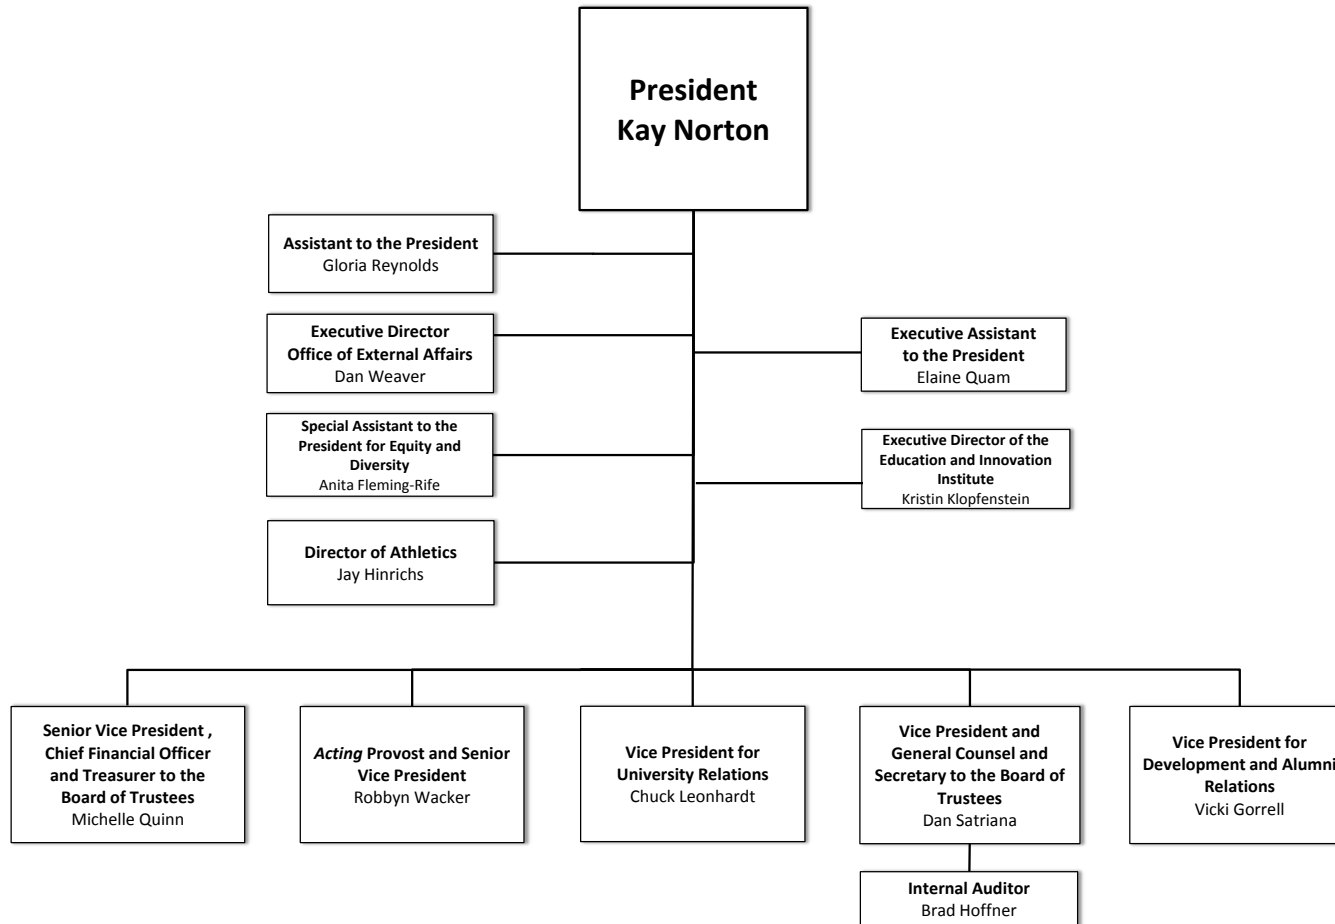 President
Kay Norton
Assistant to the President
Gloria Reynolds
Executive Director
Office of External Affairs
Dan Weaver
Executive Assistant
to the President
Elaine Quam
Special Assistant to the
President for Equity and
Diversity
Anita Fleming-Rife
Executive Director of the
Education and Innovation
Institute
Kristin Klopfenstein
Director of Athletics
Jay Hinrichs
Senior Vice President ,
Chief Financial Officer
and Treasurer to the
Board of Trustees
Michelle Quinn
Acting Provost and Senior
Vice President
Robbyn Wacker
Vice President for
University Relations
Chuck Leonhardt
Vice President and
General Counsel and
Secretary to the Board of
Trustees
Dan Satriana
Vice President for
Development and Alumni
Relations
Vicki Gorrell
Internal Auditor
Brad Hoffner